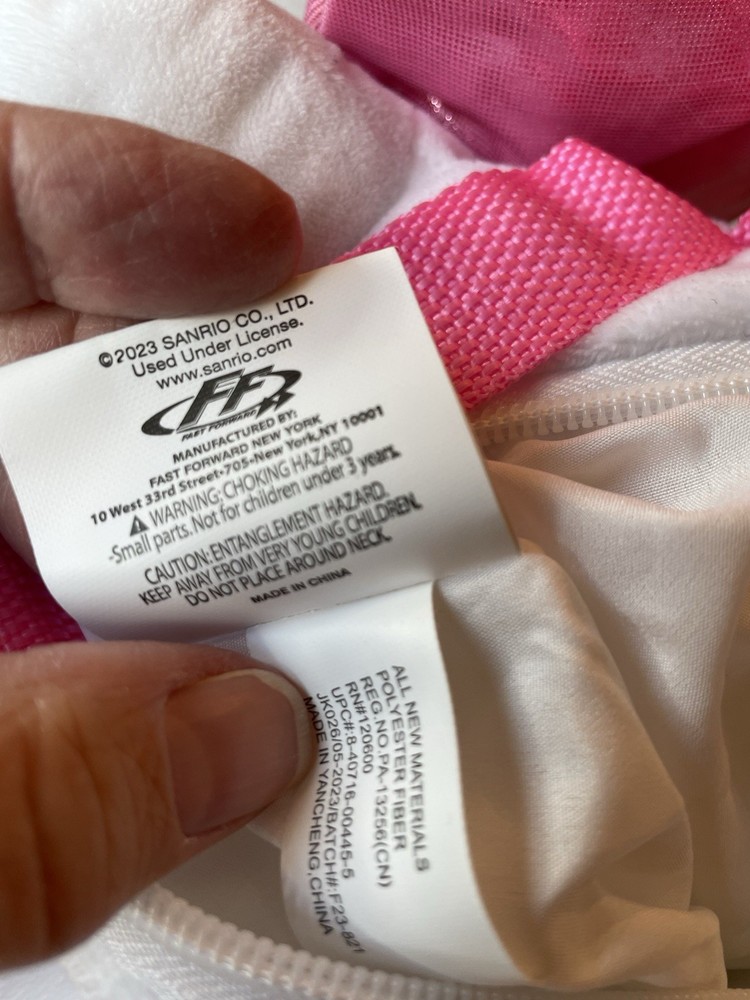 ©2023 SANRIO CO., LTD.
Used Under License.
www.sanrio.com
FF
FAST FORWARD
MANUFACTURED BY:
FAST FORWARD NEW YORK
10 West 33rd Street•705•New York,NY 10001
WARNING: CHOKING HAZARD
-Small parts. Not for children under 3 years.
CAUTION: ENTANGLEMENT HAZARD.
KEEP AWAY FROM VERY YOUNG CHILDREN.
DO NOT PLACE AROUND NECK.
MADE IN CHINA
ALL NEW MATERIALS
POLYESTER FIBER
REG.NO.PA-13256(CN)
RN#120600
UPC#:8-40716-00445-5
JK026/05-2023/BATCH#:F23-821
MADE IN YANCHENG,CHINA